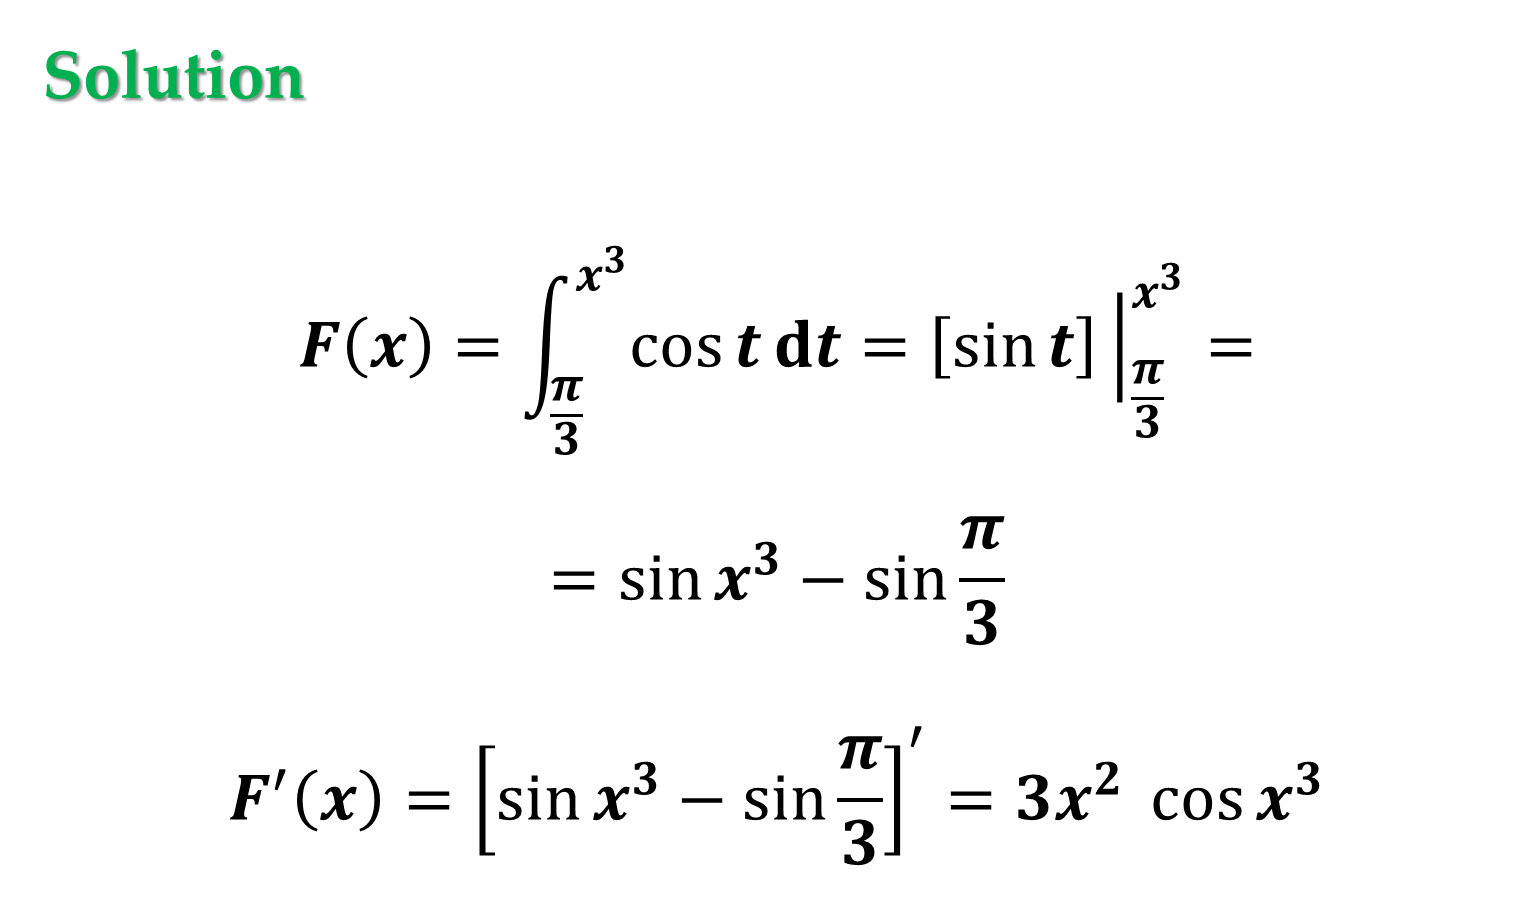 Solution
F(x) = ∫_{π/3}^{x³} cos t dt = [sin t] |_{π/3}^{x³} =
= sin x³ − sin π/3
F′(x) = [sin x³ − sin π/3]′ = 3x² cos x³